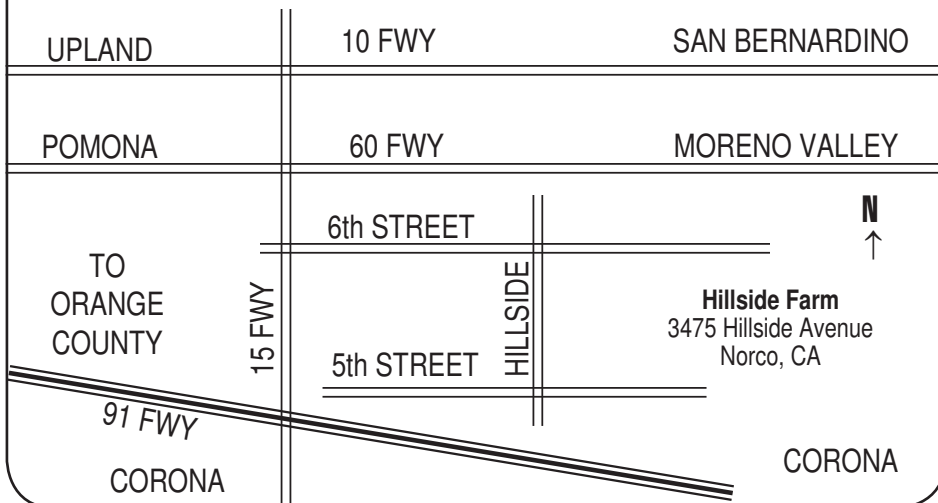 UPLAND
10 FWY
SAN BERNARDINO
POMONA
60 FWY
MORENO VALLEY
N
6th STREET
TO
ORANGE
COUNTY
15 FWY
HILLSIDE
Hillside Farm
3475 Hillside Avenue
Norco, CA
5th STREET
91 FWY
CORONA
CORONA